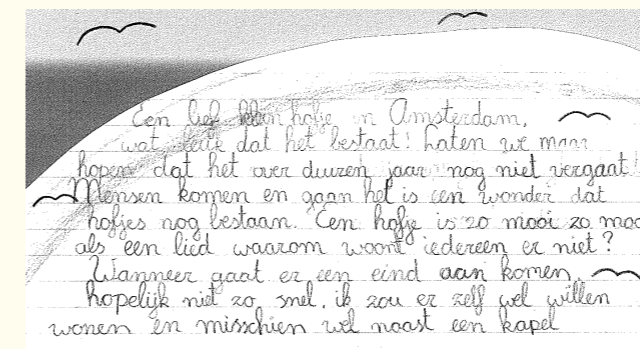 Een lief klein hofje in Amsterdam,
wat leuk dat het bestaat! Laten we maar
hopen dat het over duuzen jaar nog niet vergaat!
Mensen komen en gaan het is een wonder dat
hofjes nog bestaan. Een hofje is zo mooi zo mooi
als een lied waarom woont iedereen er niet?
Wanneer gaat er een eind aan komen,
hopelijk niet zo snel. ik zou er zelf wel willen
wonen en misschien wel naast een kapel